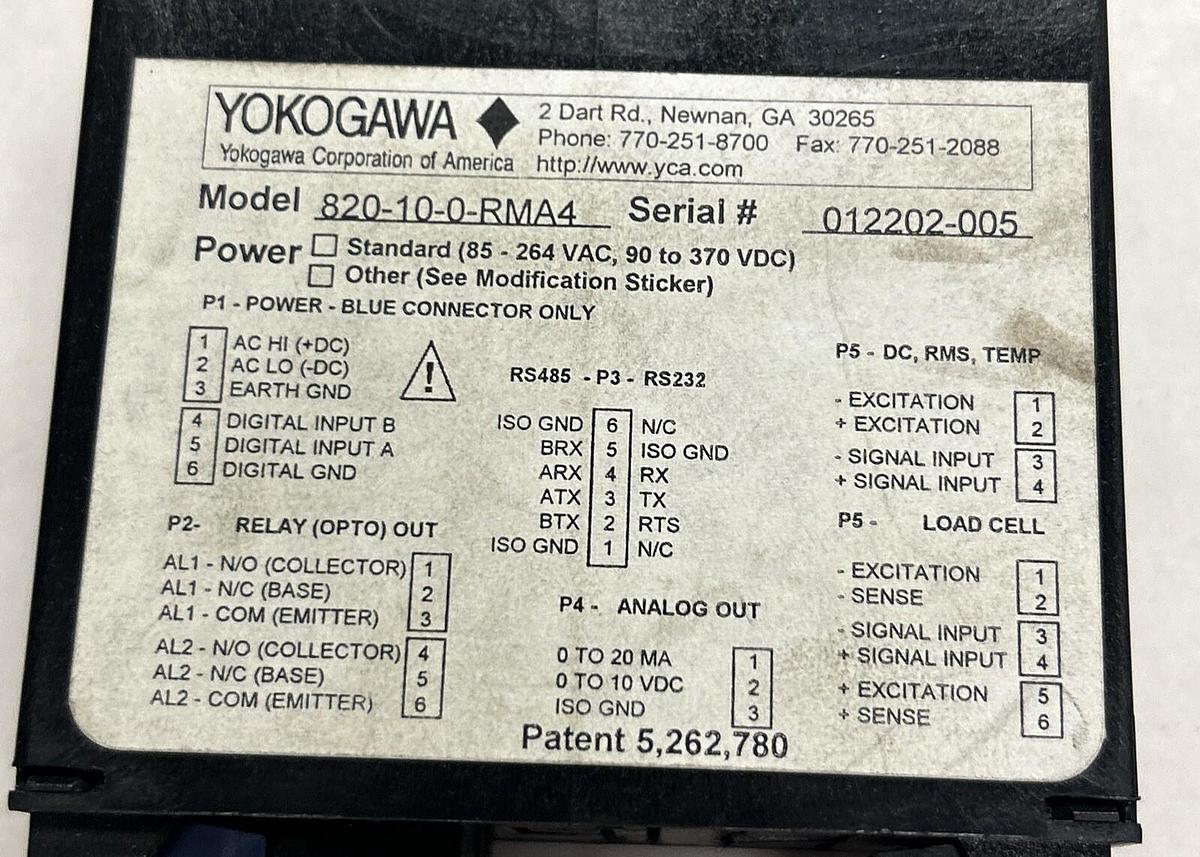 YOKOGAWA
Yokogawa Corporation of America
2 Dart Rd., Newnan, GA 30265
Phone: 770-251-8700 Fax: 770-251-2088
http://www.yca.com
Model 820-10-0-RMA4 Serial # 012202-005
Power Standard (85 - 264 VAC, 90 to 370 VDC)
Other (See Modification Sticker)
P1 - POWER - BLUE CONNECTOR ONLY
1 AC HI (+DC)
2 AC LO (-DC)
3 EARTH GND
4 DIGITAL INPUT B
5 DIGITAL INPUT A
6 DIGITAL GND
P2- RELAY (OPTO) OUT
AL1 - N/O (COLLECTOR) 1
AL1 - N/C (BASE) 2
AL1 - COM (EMITTER) 3
AL2 - N/O (COLLECTOR) 4
AL2 - N/C (BASE) 5
AL2 - COM (EMITTER) 6
!
RS485 - P3 - RS232
ISO GND 6 N/C
BRX 5 ISO GND
ARX 4 RX
ATX 3 TX
BTX 2 RTS
ISO GND 1 N/C
P4 - ANALOG OUT
0 TO 20 MA 1
0 TO 10 VDC 2
ISO GND 3
P5 - DC, RMS, TEMP
- EXCITATION 1
+ EXCITATION 2
- SIGNAL INPUT 3
+ SIGNAL INPUT 4
P5 - LOAD CELL
- EXCITATION 1
- SENSE 2
- SIGNAL INPUT 3
+ SIGNAL INPUT 4
+ EXCITATION 5
+ SENSE 6
Patent 5,262,780